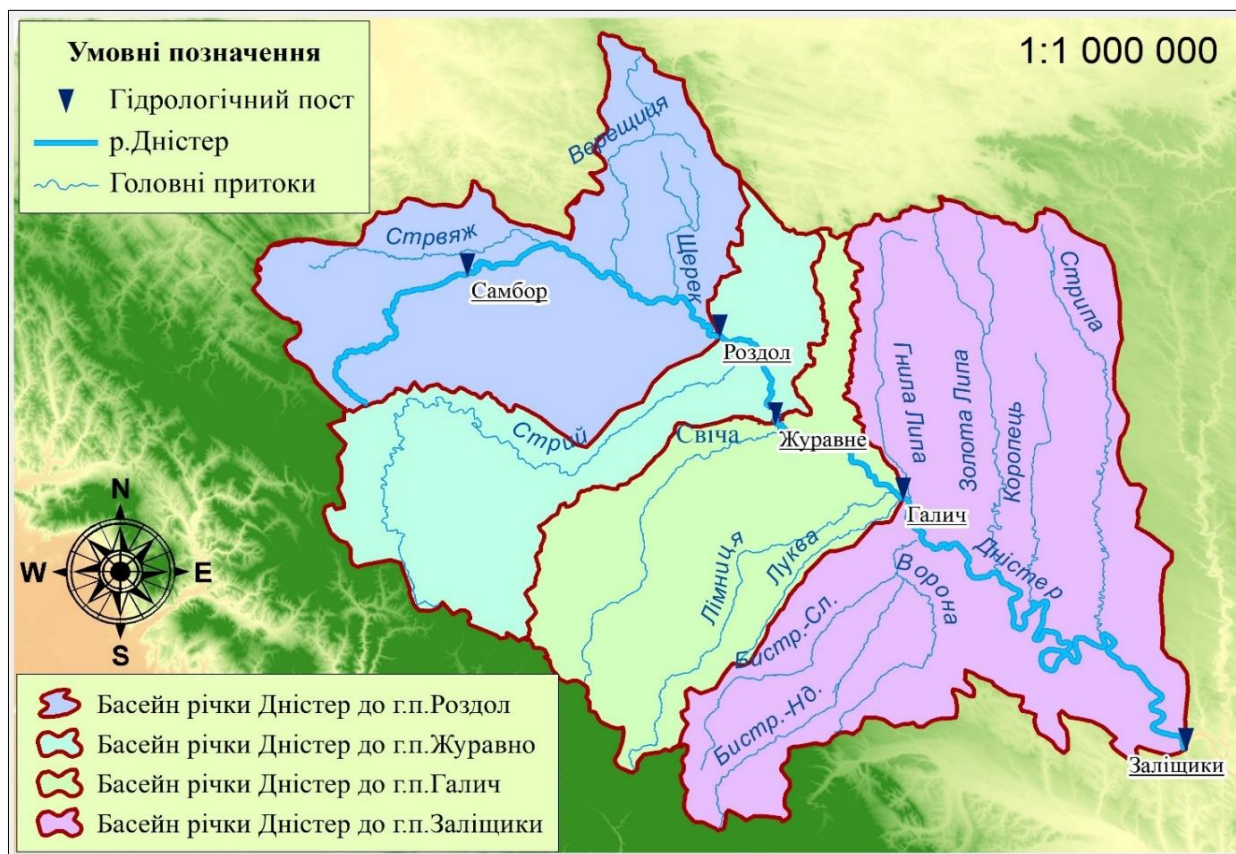 Умовні позначення
Гідрологічний пост
р.Дністер
Головні притоки
1:1 000 000
Верещиця
Стрвяж
Щерек
Самбор
Роздол
Стрий
Свіча
Журавне
Гнила Липа
Золота Липа
Коропець
Стрипа
Галич
Дністер
Лімниця
Луква
Ворона
Бистр.-Сл.
Бистр.-Нд.
Заліщики
N
W
E
S
Басейн річки Дністер до г.п.Роздол
Басейн річки Дністер до г.п.Журавно
Басейн річки Дністер до г.п.Галич
Басейн річки Дністер до г.п.Заліщики